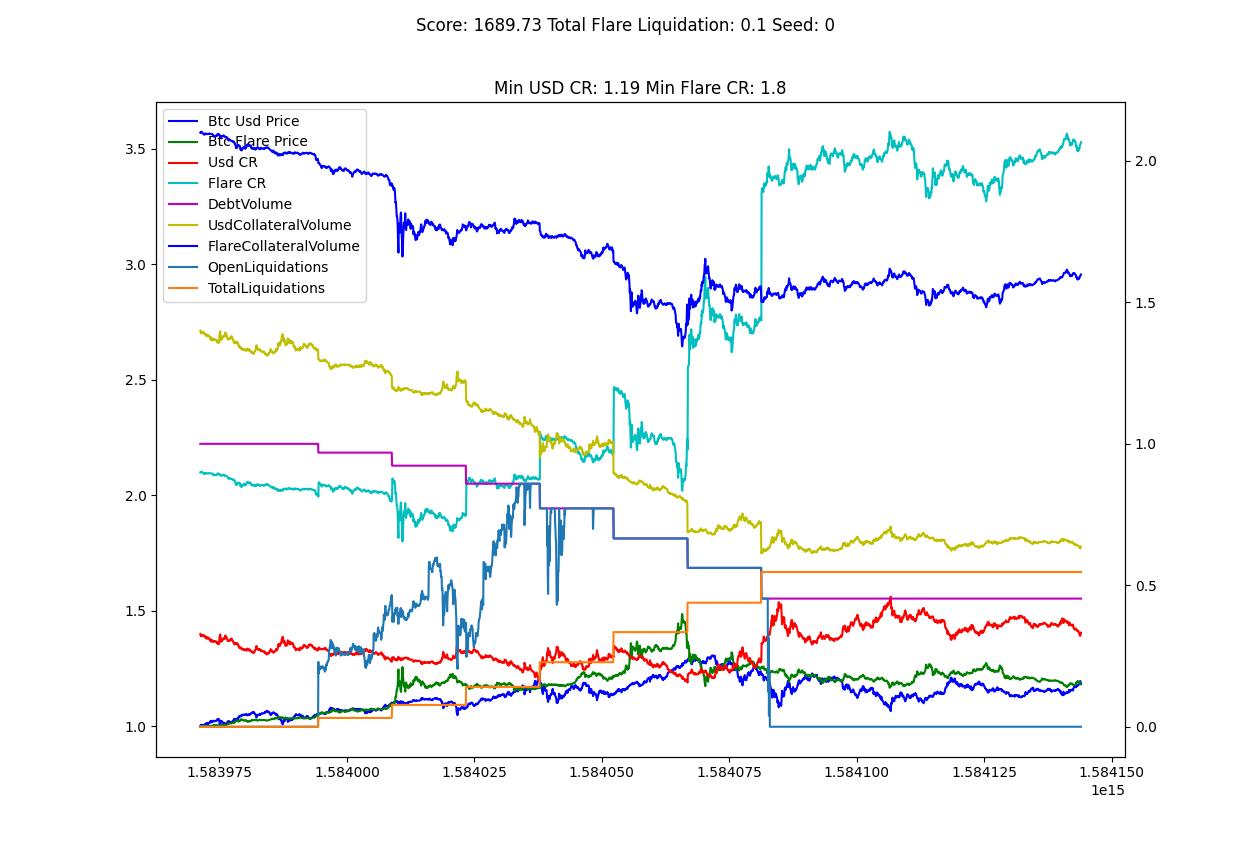 Score: 1689.73 Total Flare Liquidation: 0.1 Seed: 0
Min USD CR: 1.19 Min Flare CR: 1.8
Btc Usd Price
Btc Flare Price
Usd CR
Flare CR
DebtVolume
UsdCollateralVolume
FlareCollateralVolume
OpenLiquidations
TotalLiquidations
3.5
3.0
2.5
2.0
1.5
1.0
2.0
1.5
1.0
0.5
0.0
1.583975 1.584000 1.584025 1.584050 1.584075 1.584100 1.584125 1.584150
1e15